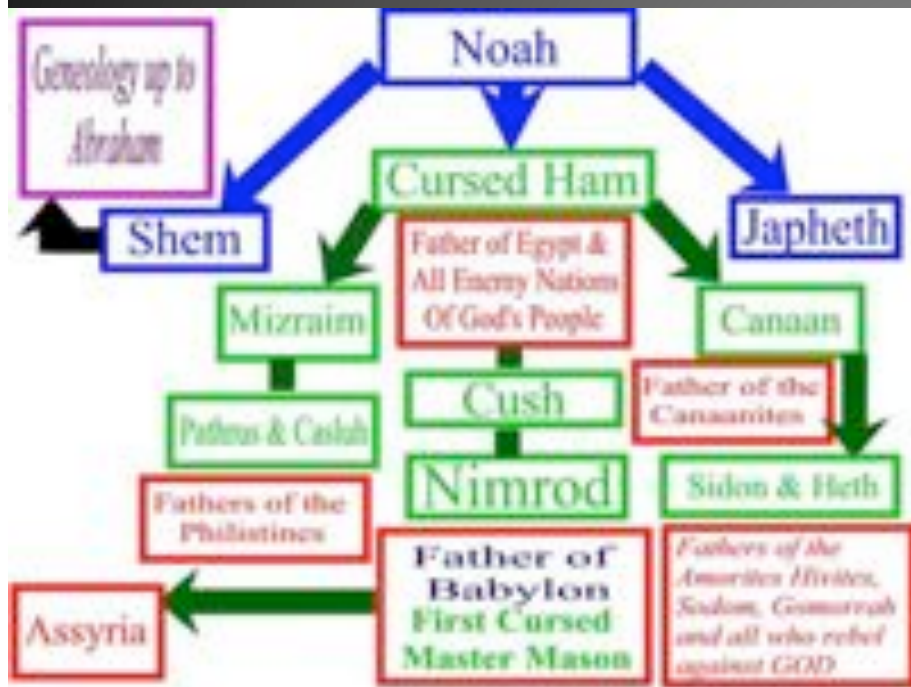 Noah
Geneology up to
Abraham
Cursed Ham
Shem
Japheth
Father of Egypt &
All Enemy Nations
Of God's People
Mizraim
Canaan
Cush
Father of the
Canaanites
Pathrus & Casluh
Nimrod
Sidon & Heth
Fathers of the
Philistines
Father of
Babylon
First Cursed
Master Mason
Fathers of the
Amorites Hivites,
Sodom, Gomorrah
and all who rebel
against GOD
Assyria